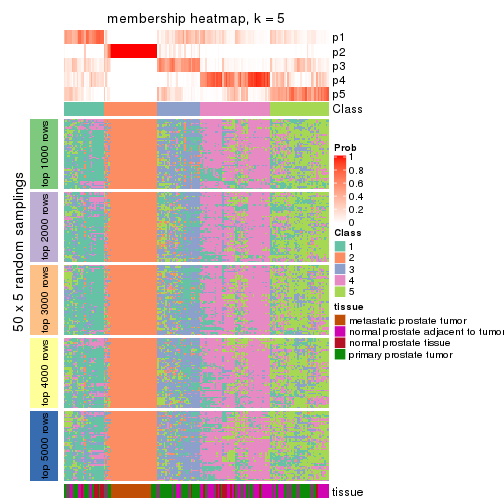 membership heatmap, k = 5
p1
p2
p3
p4
p5
Class
50 x 5 random samplings
top 1000 rows
top 2000 rows
top 3000 rows
top 4000 rows
top 5000 rows
Prob
1
0.8
0.6
0.4
0.2
0
Class
1
2
3
4
5
tissue
metastatic prostate tumor
normal prostate adjacent to tumor
normal prostate tissue
primary prostate tumor
tissue